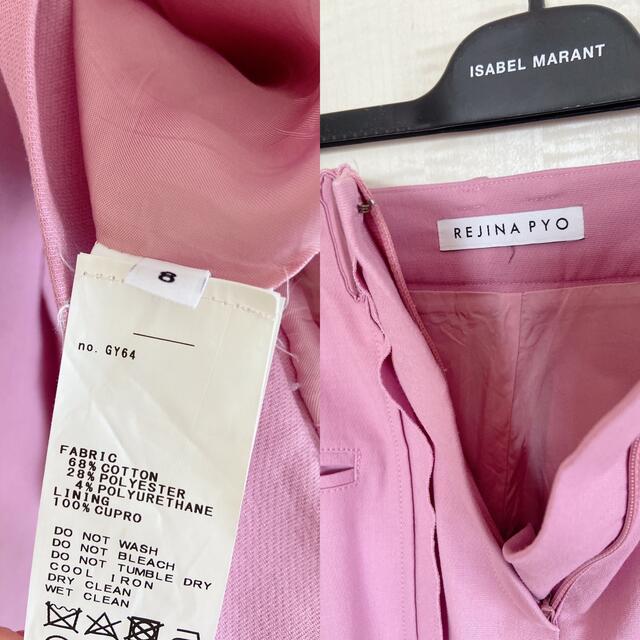 8
no. GY64
FABRIC
68% COTTON
28% POLYESTER
4% POLYURETHANE
LINING
100% CUPRO
DO NOT WASH
DO NOT BLEACH
DO NOT TUMBLE DRY
COOL IRON
DRY CLEAN
WET CLEAN
ISABEL MARANT
REJINA PYO